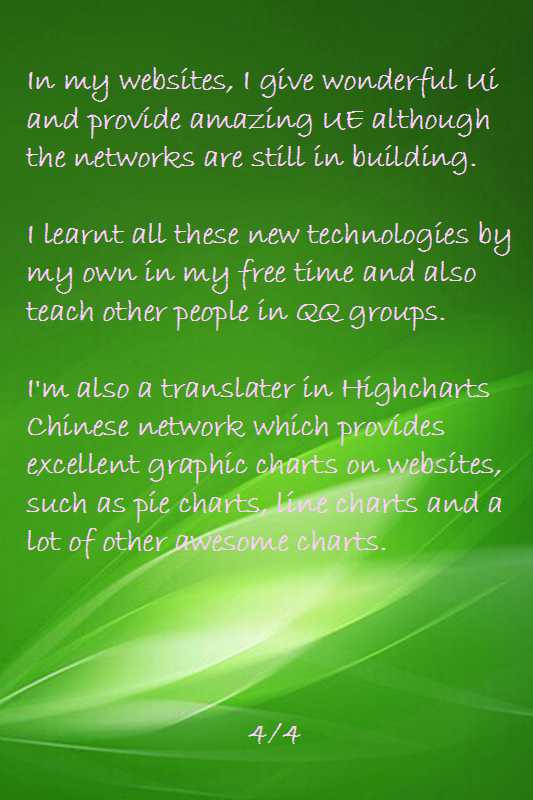 In my websites, I give wonderful Ui
and provide amazing UE although
the networks are still in building.
I learnt all these new technologies by
my own in my free time and also
teach other people in QQ groups.
I'm also a translater in Highcharts
Chinese network which provides
excellent graphic charts on websites,
such as pie charts, line charts and a
lot of other awesome charts.
4/4